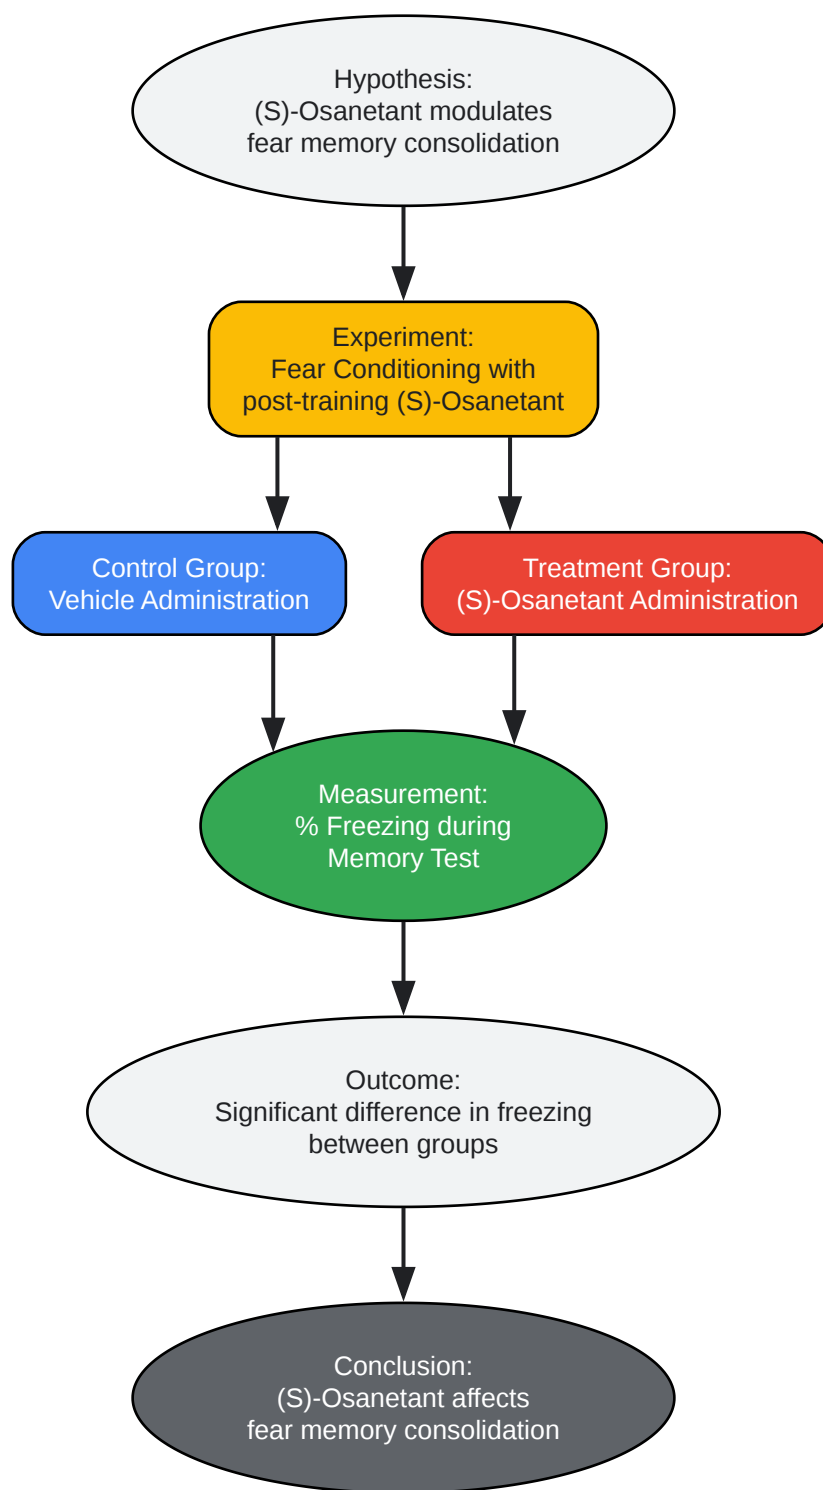 Hypothesis:
(S)-Osanetant modulates
fear memory consolidation
Experiment:
Fear Conditioning with
post-training (S)-Osanetant
Control Group:
Vehicle Administration
Treatment Group:
(S)-Osanetant Administration
Measurement:
% Freezing during
Memory Test
Outcome:
Significant difference in freezing
between groups
Conclusion:
(S)-Osanetant affects
fear memory consolidation